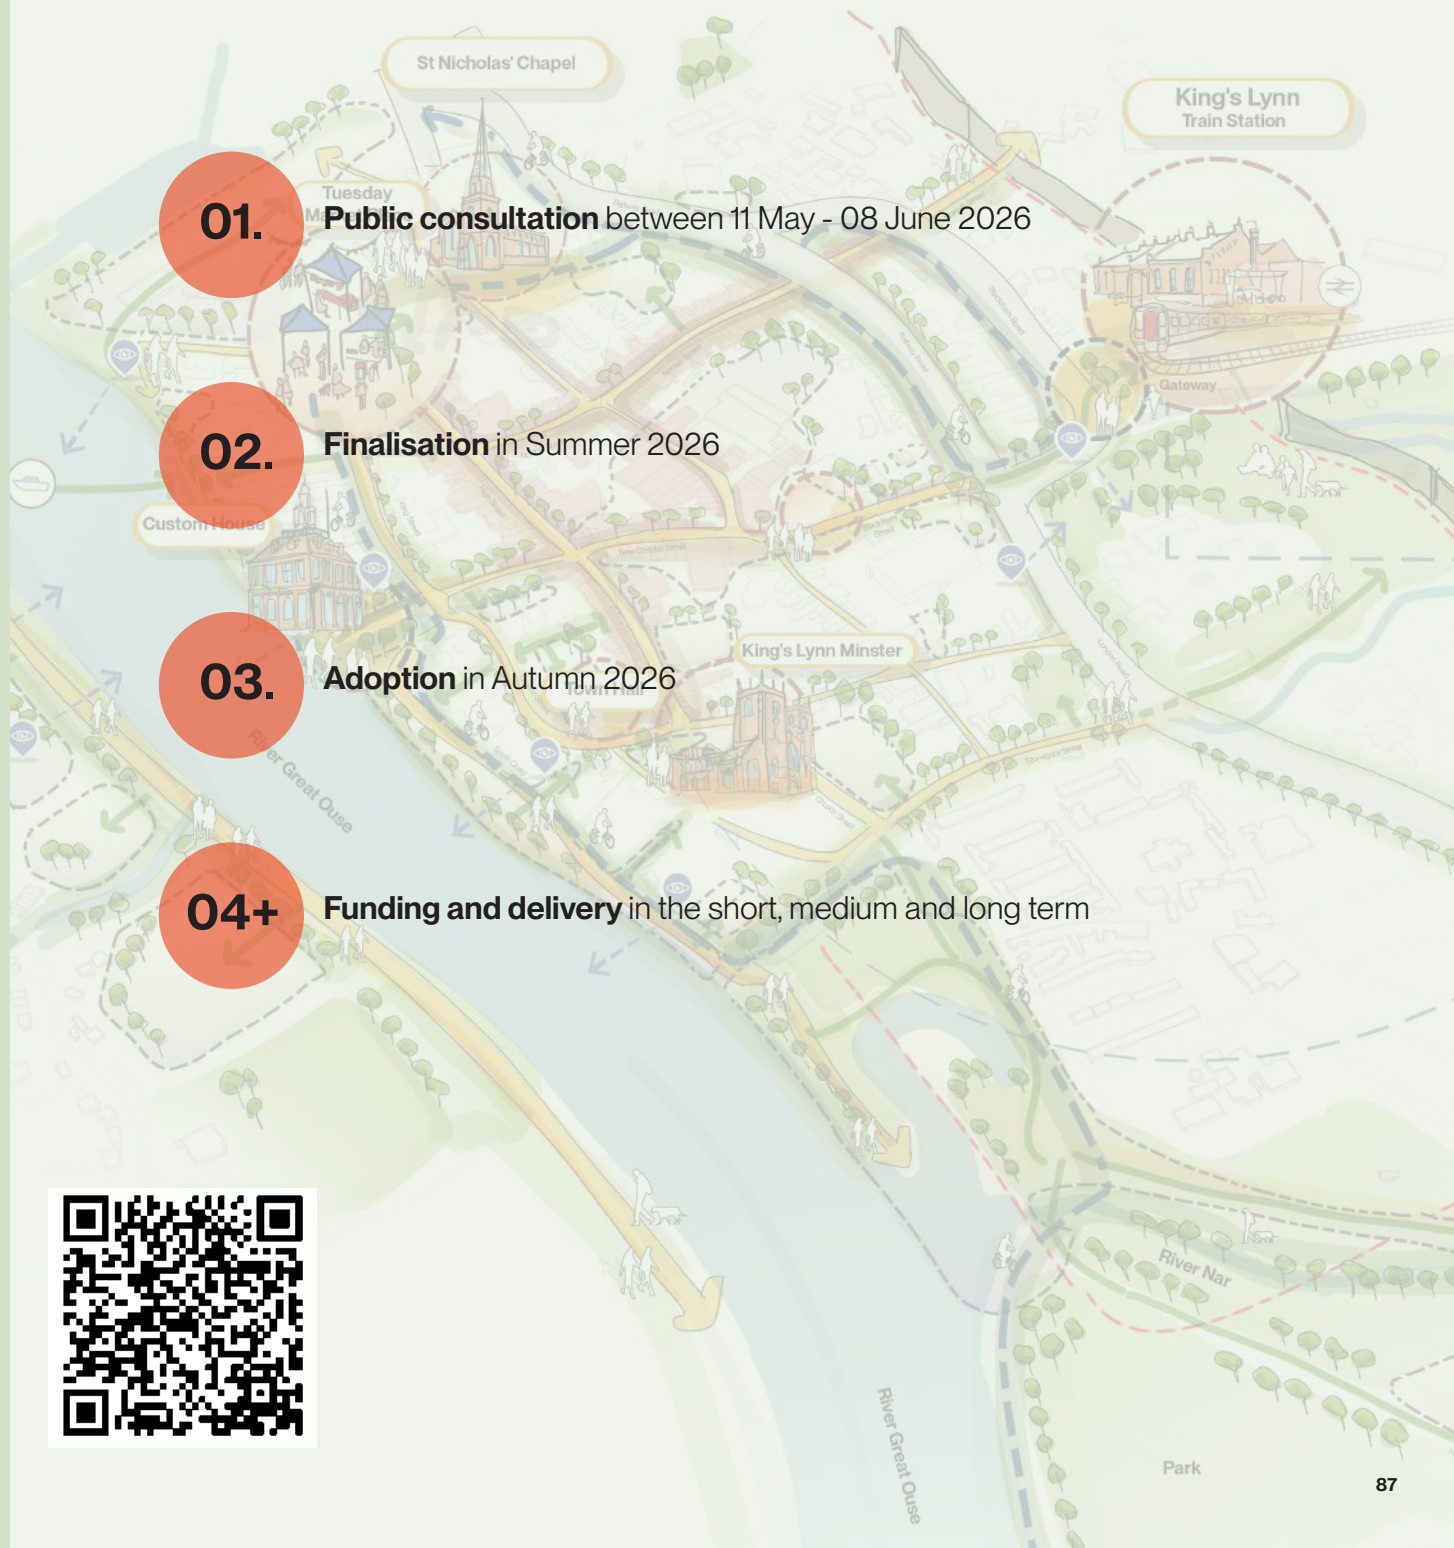 St Nicholas' Chapel
King's Lynn
Train Station
Tuesday
01.
Public consultation between 11 May - 08 June 2026
Gateway
02.
Finalisation in Summer 2026
Custom House
King's Lynn Minster
03.
Adoption in Autumn 2026
Town Hall
River Great Ouse
04+
Funding and delivery in the short, medium and long term
River Nar
River Great Ouse
Park
87